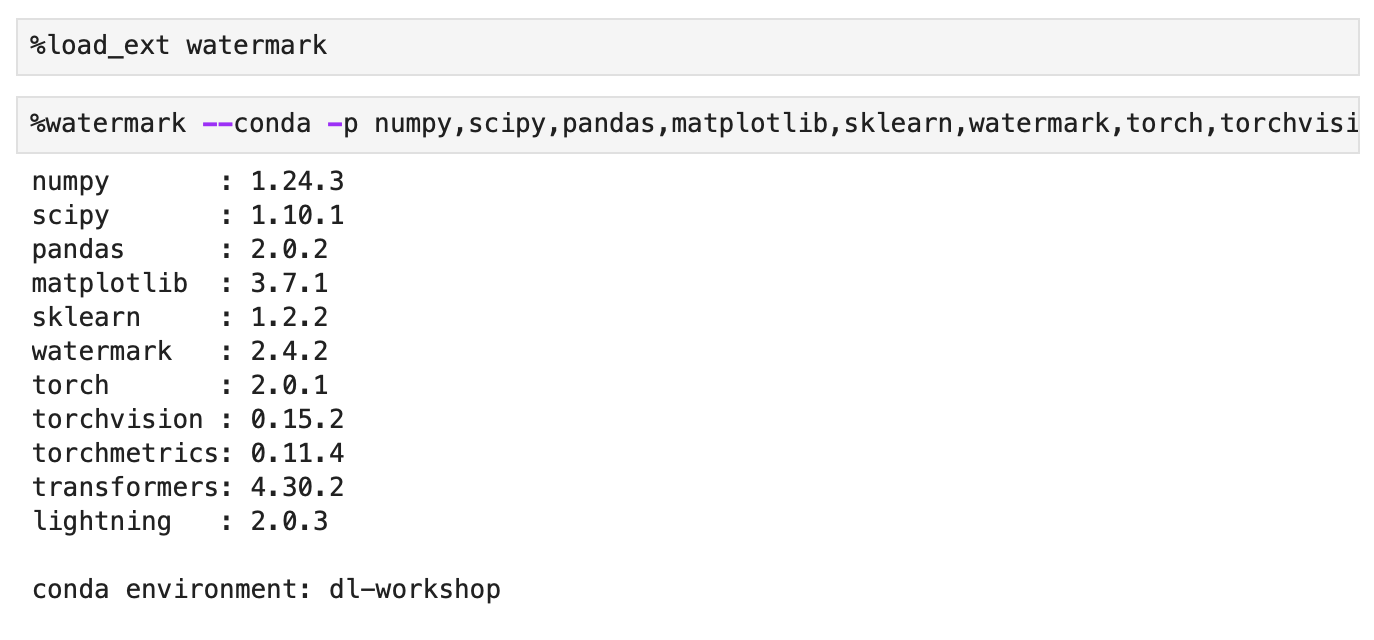 %load_ext watermark
%watermark --conda -p numpy,scipy,pandas,matplotlib,sklearn,watermark,torch,torchvisi
numpy       : 1.24.3
scipy       : 1.10.1
pandas      : 2.0.2
matplotlib  : 3.7.1
sklearn     : 1.2.2
watermark   : 2.4.2
torch       : 2.0.1
torchvision : 0.15.2
torchmetrics: 0.11.4
transformers: 4.30.2
lightning   : 2.0.3
conda environment: dl-workshop